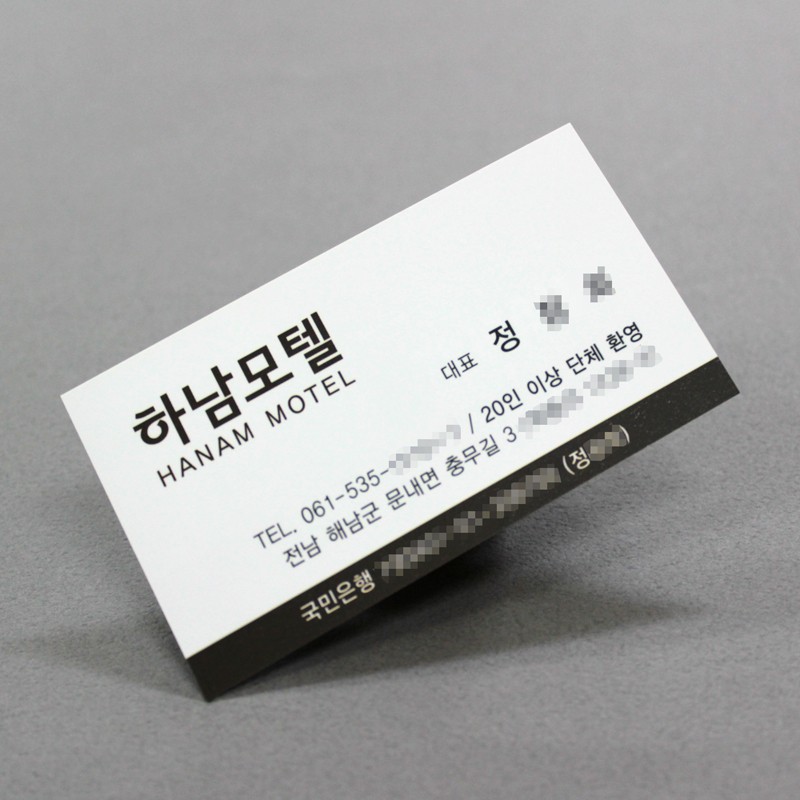 하남모텔
HANAM MOTEL
대표 정
TEL. 061-535- / 20인 이상 단체 환영
전남 해남군 문내면 충무길 3
국민은행 (정 )